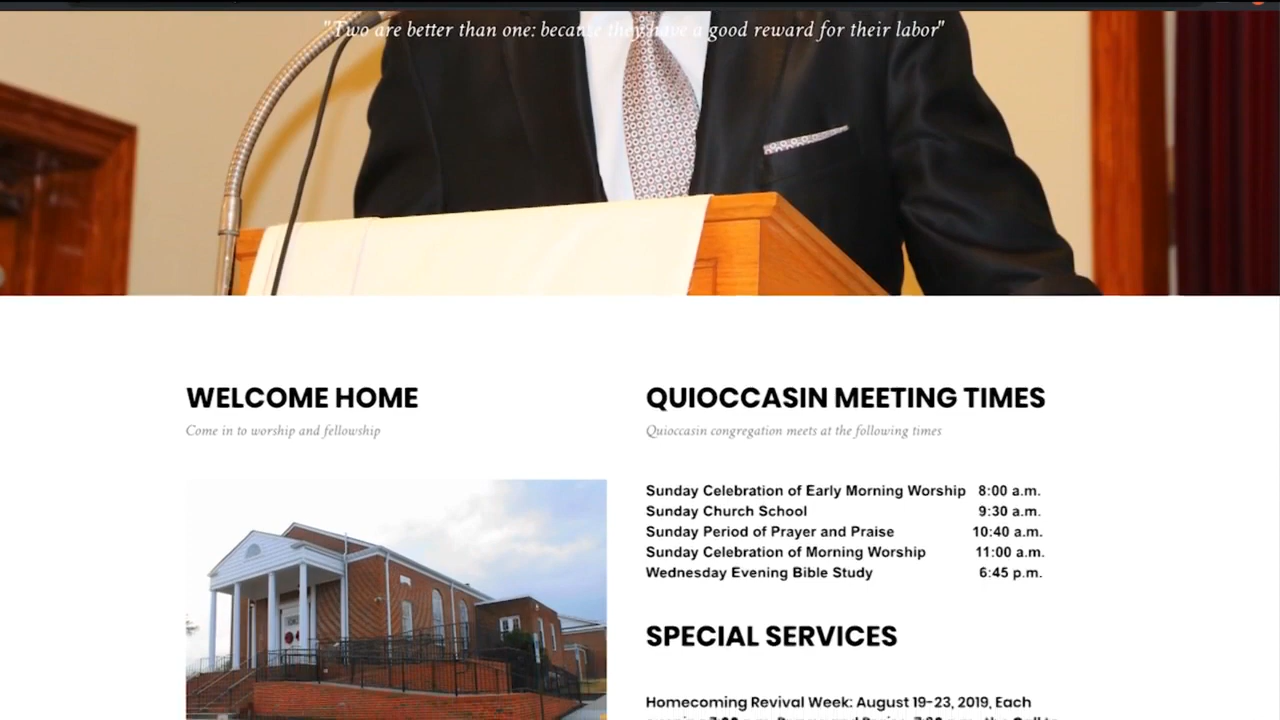 "Two are better than one: because they have a good reward for their labor"
WELCOME HOME
Come in to worship and fellowship
QUIOCCASIN MEETING TIMES
Quioccasin congregation meets at the following times
Sunday Celebration of Early Morning Worship 8:00 a.m.
Sunday Church School 9:30 a.m.
Sunday Period of Prayer and Praise 10:40 a.m.
Sunday Celebration of Morning Worship 11:00 a.m.
Wednesday Evening Bible Study 6:45 p.m.
SPECIAL SERVICES
Homecoming Revival Week: August 19-23, 2019, Each